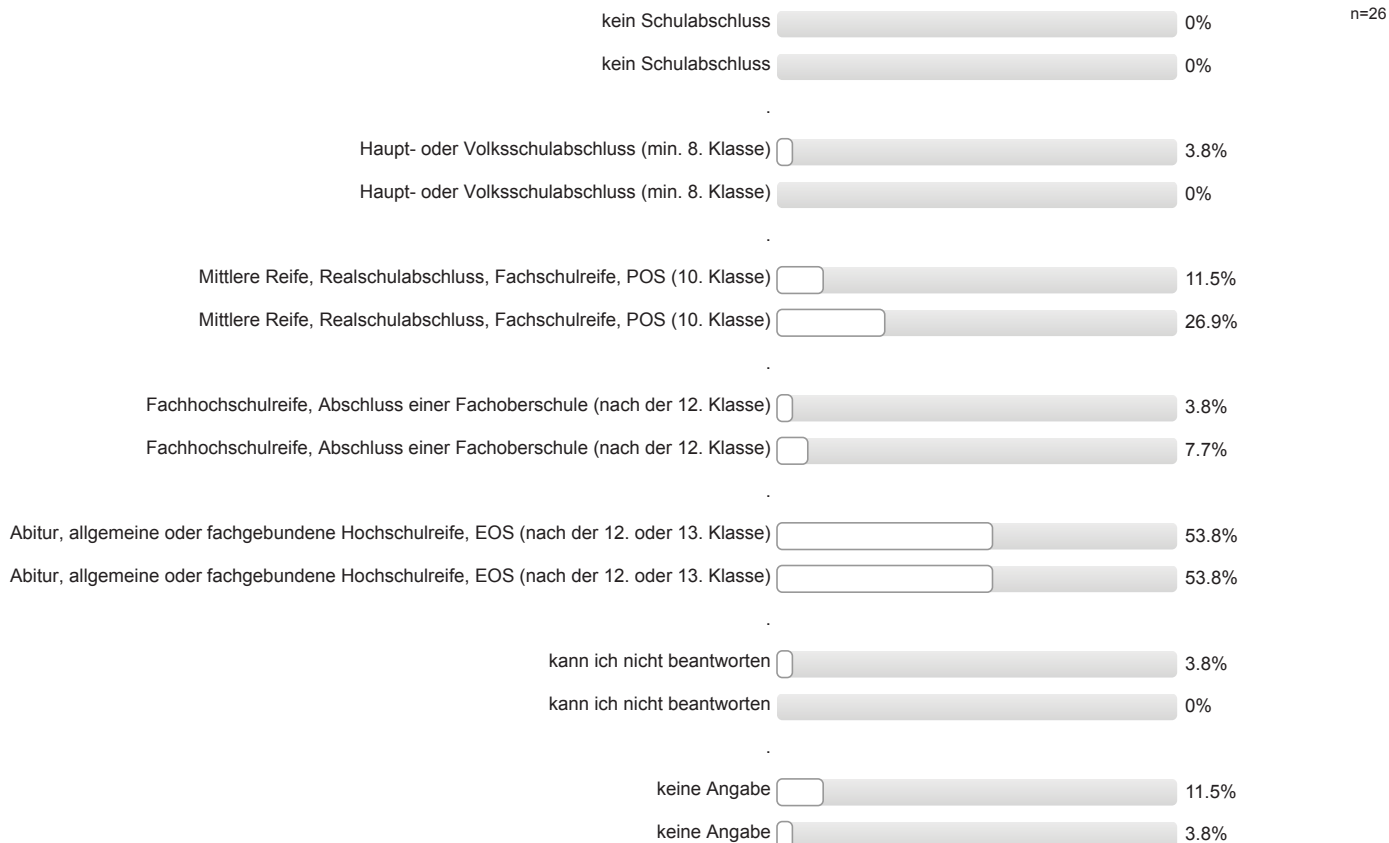 kein Schulabschluss 0% n=26
kein Schulabschluss 0%
.
Haupt- oder Volksschulabschluss (min. 8. Klasse) 3.8%
Haupt- oder Volksschulabschluss (min. 8. Klasse) 0%
.
Mittlere Reife, Realschulabschluss, Fachschulreife, POS (10. Klasse) 11.5%
Mittlere Reife, Realschulabschluss, Fachschulreife, POS (10. Klasse) 26.9%
.
Fachhochschulreife, Abschluss einer Fachoberschule (nach der 12. Klasse) 3.8%
Fachhochschulreife, Abschluss einer Fachoberschule (nach der 12. Klasse) 7.7%
.
Abitur, allgemeine oder fachgebundene Hochschulreife, EOS (nach der 12. oder 13. Klasse) 53.8%
Abitur, allgemeine oder fachgebundene Hochschulreife, EOS (nach der 12. oder 13. Klasse) 53.8%
.
kann ich nicht beantworten 3.8%
kann ich nicht beantworten 0%
.
keine Angabe 11.5%
keine Angabe 3.8%